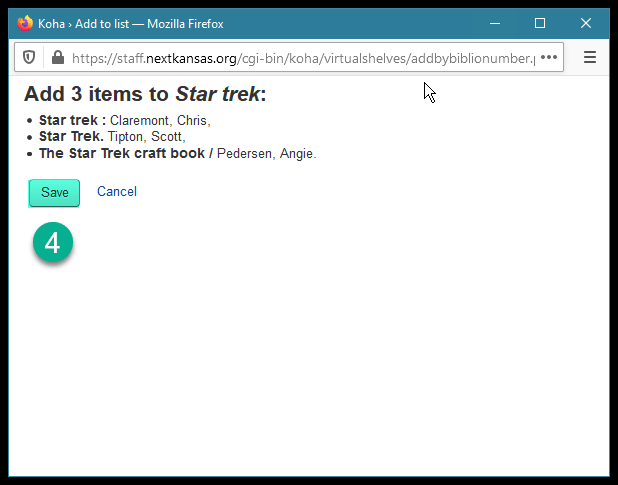 Koha › Add to list — Mozilla Firefox
https://staff.nextkansas.org/cgi-bin/koha/virtualshelves/addbybiblionumber.
Add 3 items to Star trek:
Star trek : Claremont, Chris,
Star Trek. Tipton, Scott,
The Star Trek craft book / Pedersen, Angie.
Save Cancel
4